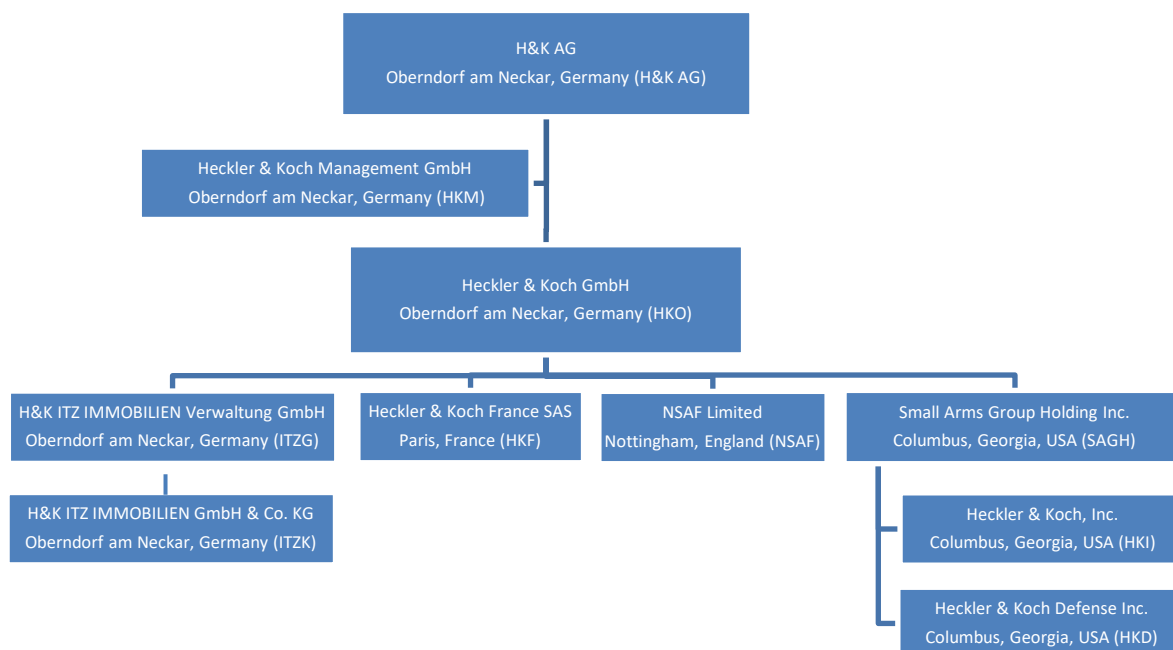 H&K AG
Oberndorf am Neckar, Germany (H&K AG)
Heckler & Koch Management GmbH
Oberndorf am Neckar, Germany (HKM)
Heckler & Koch GmbH
Oberndorf am Neckar, Germany (HKO)
H&K ITZ IMMOBILIEN Verwaltung GmbH
Oberndorf am Neckar, Germany (ITZG)
Heckler & Koch France SAS
Paris, France (HKF)
NSAF Limited
Nottingham, England (NSAF)
Small Arms Group Holding Inc.
Columbus, Georgia, USA (SAGH)
H&K ITZ IMMOBILIEN GmbH & Co. KG
Oberndorf am Neckar, Germany (ITZK)
Heckler & Koch, Inc.
Columbus, Georgia, USA (HKI)
Heckler & Koch Defense Inc.
Columbus, Georgia, USA (HKD)